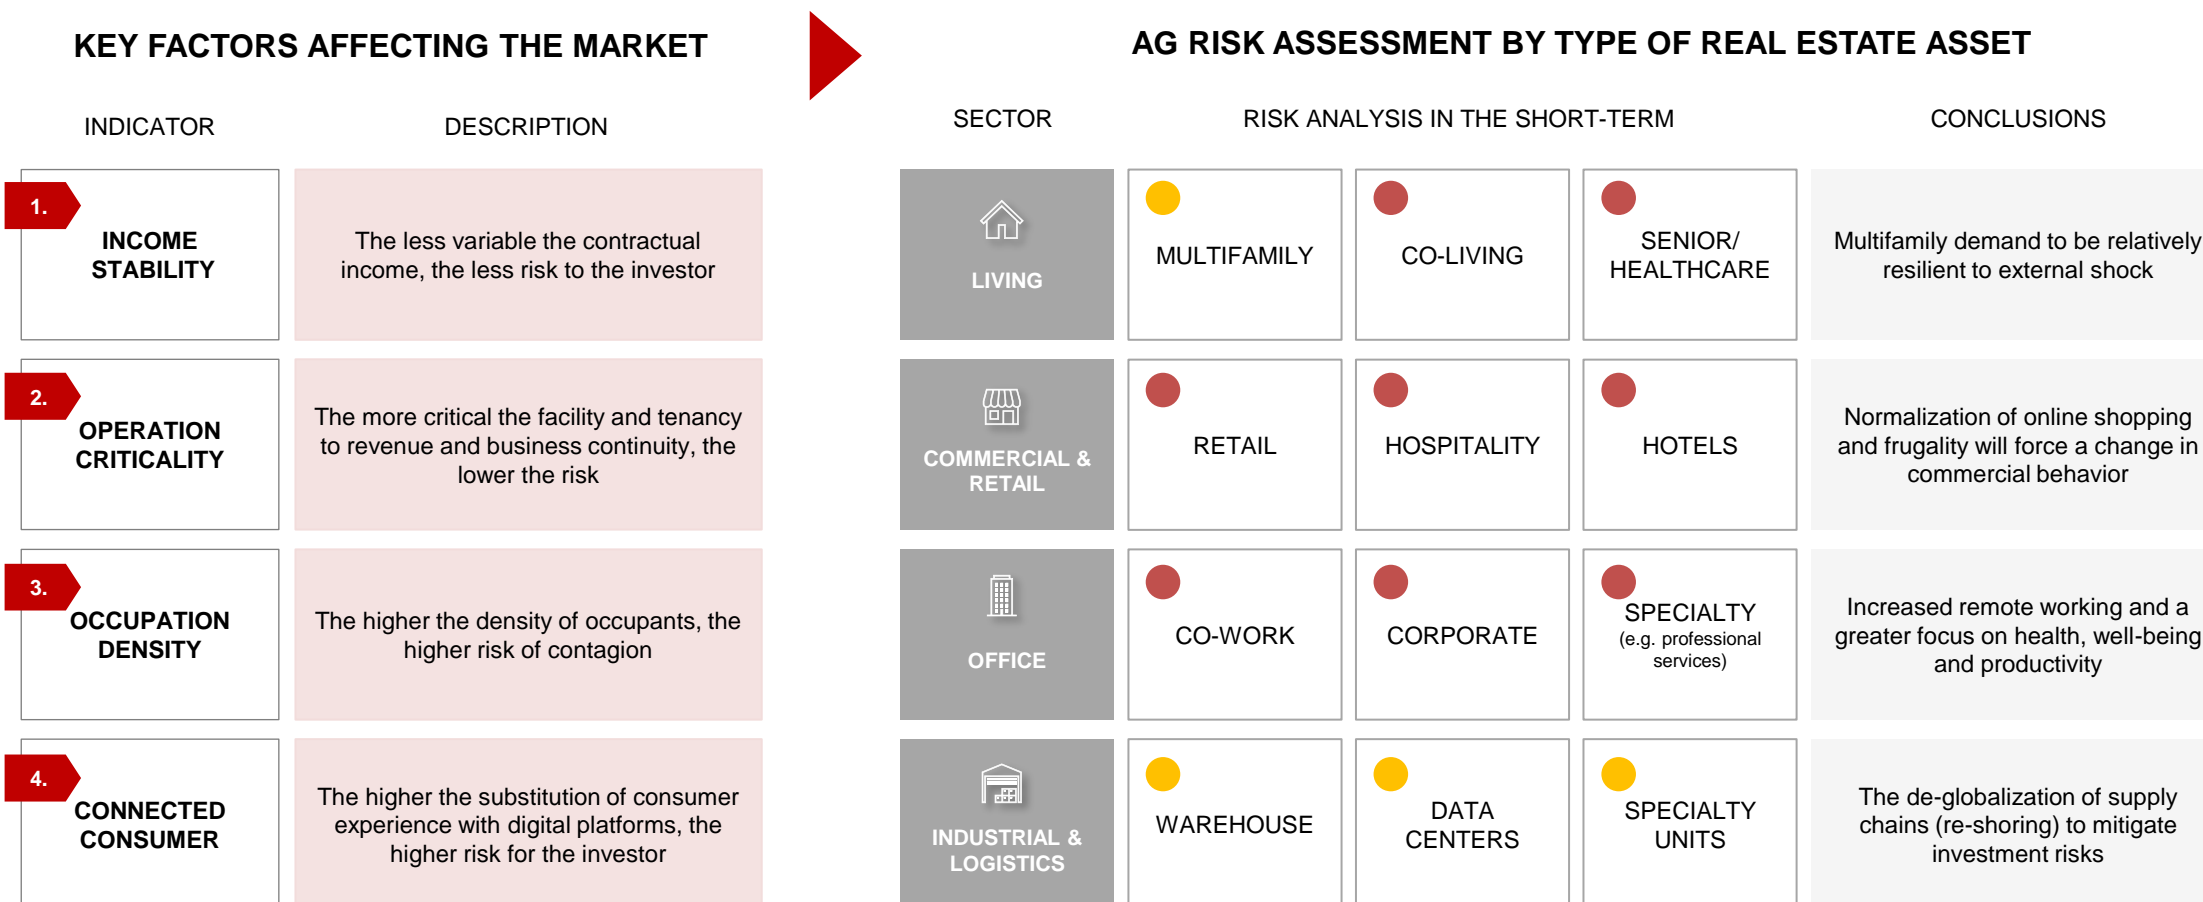 KEY FACTORS AFFECTING THE MARKET
INDICATOR
DESCRIPTION
1.
INCOME
STABILITY
The less variable the contractual
income, the less risk to the investor
2.
OPERATION
CRITICALITY
The more critical the facility and tenancy
to revenue and business continuity, the
lower the risk
3.
OCCUPATION
DENSITY
The higher the density of occupants, the
higher risk of contagion
4.
CONNECTED
CONSUMER
The higher the substitution of consumer
experience with digital platforms, the
higher risk for the investor
AG RISK ASSESSMENT BY TYPE OF REAL ESTATE ASSET
SECTOR
RISK ANALYSIS IN THE SHORT-TERM
CONCLUSIONS
LIVING
MULTIFAMILY
CO-LIVING
SENIOR/
HEALTHCARE
Multifamily demand to be relatively
resilient to external shock
COMMERCIAL &
RETAIL
RETAIL
HOSPITALITY
HOTELS
Normalization of online shopping
and frugality will force a change in
commercial behavior
OFFICE
CO-WORK
CORPORATE
SPECIALTY
(e.g. professional
services)
Increased remote working and a
greater focus on health, well-being
and productivity
INDUSTRIAL &
LOGISTICS
WAREHOUSE
DATA
CENTERS
SPECIALTY
UNITS
The de-globalization of supply
chains (re-shoring) to mitigate
investment risks